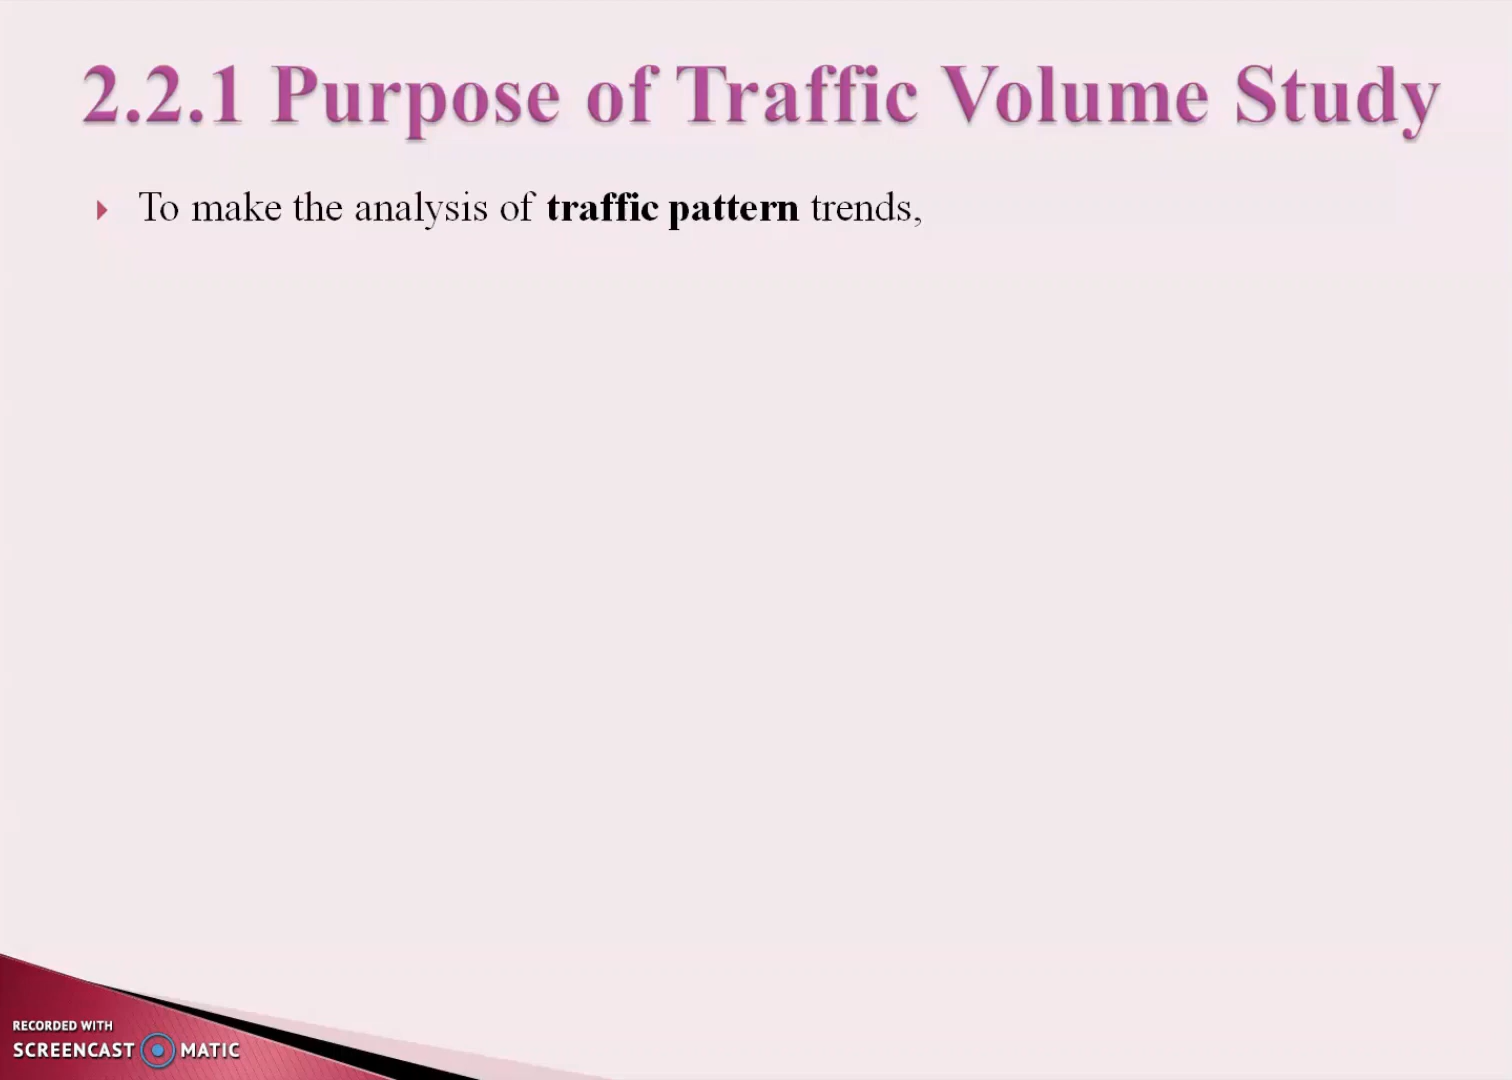 2.2.1 Purpose of Traffic Volume Study
To make the analysis of traffic pattern trends,
RECORDED WITH
SCREENCAST MATIC